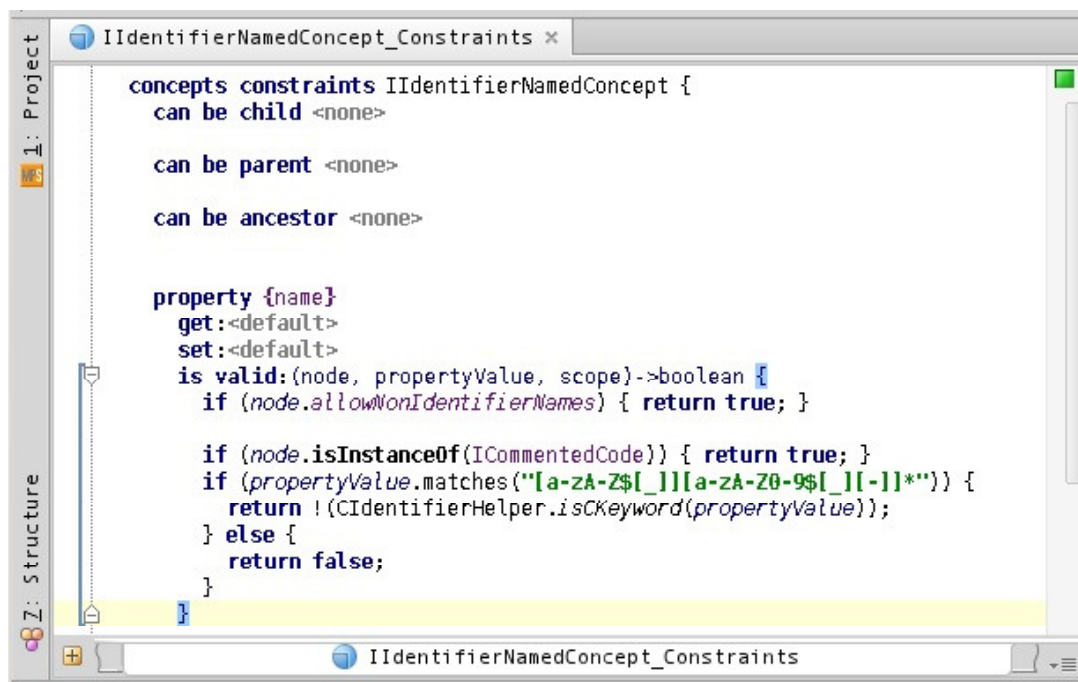 IIdentifierNamedConcept_Constraints ×
1: Project
MPS
concepts constraints IIdentifierNamedConcept {
can be child <none>
can be parent <none>
can be ancestor <none>
property {name}
get:<default>
set:<default>
is valid:(node, propertyValue, scope)->boolean {
if (node.allowNonIdentifierNames) { return true; }
if (node.isInstanceOf(ICommentedCode)) { return true; }
if (propertyValue.matches("[a-zA-Z$[_]][a-zA-Z0-9$[_][-]]*")) {
return !(CIdentifierHelper.isCKeyword(propertyValue));
} else {
return false;
}
}
7: Structure
IIdentifierNamedConcept_Constraints